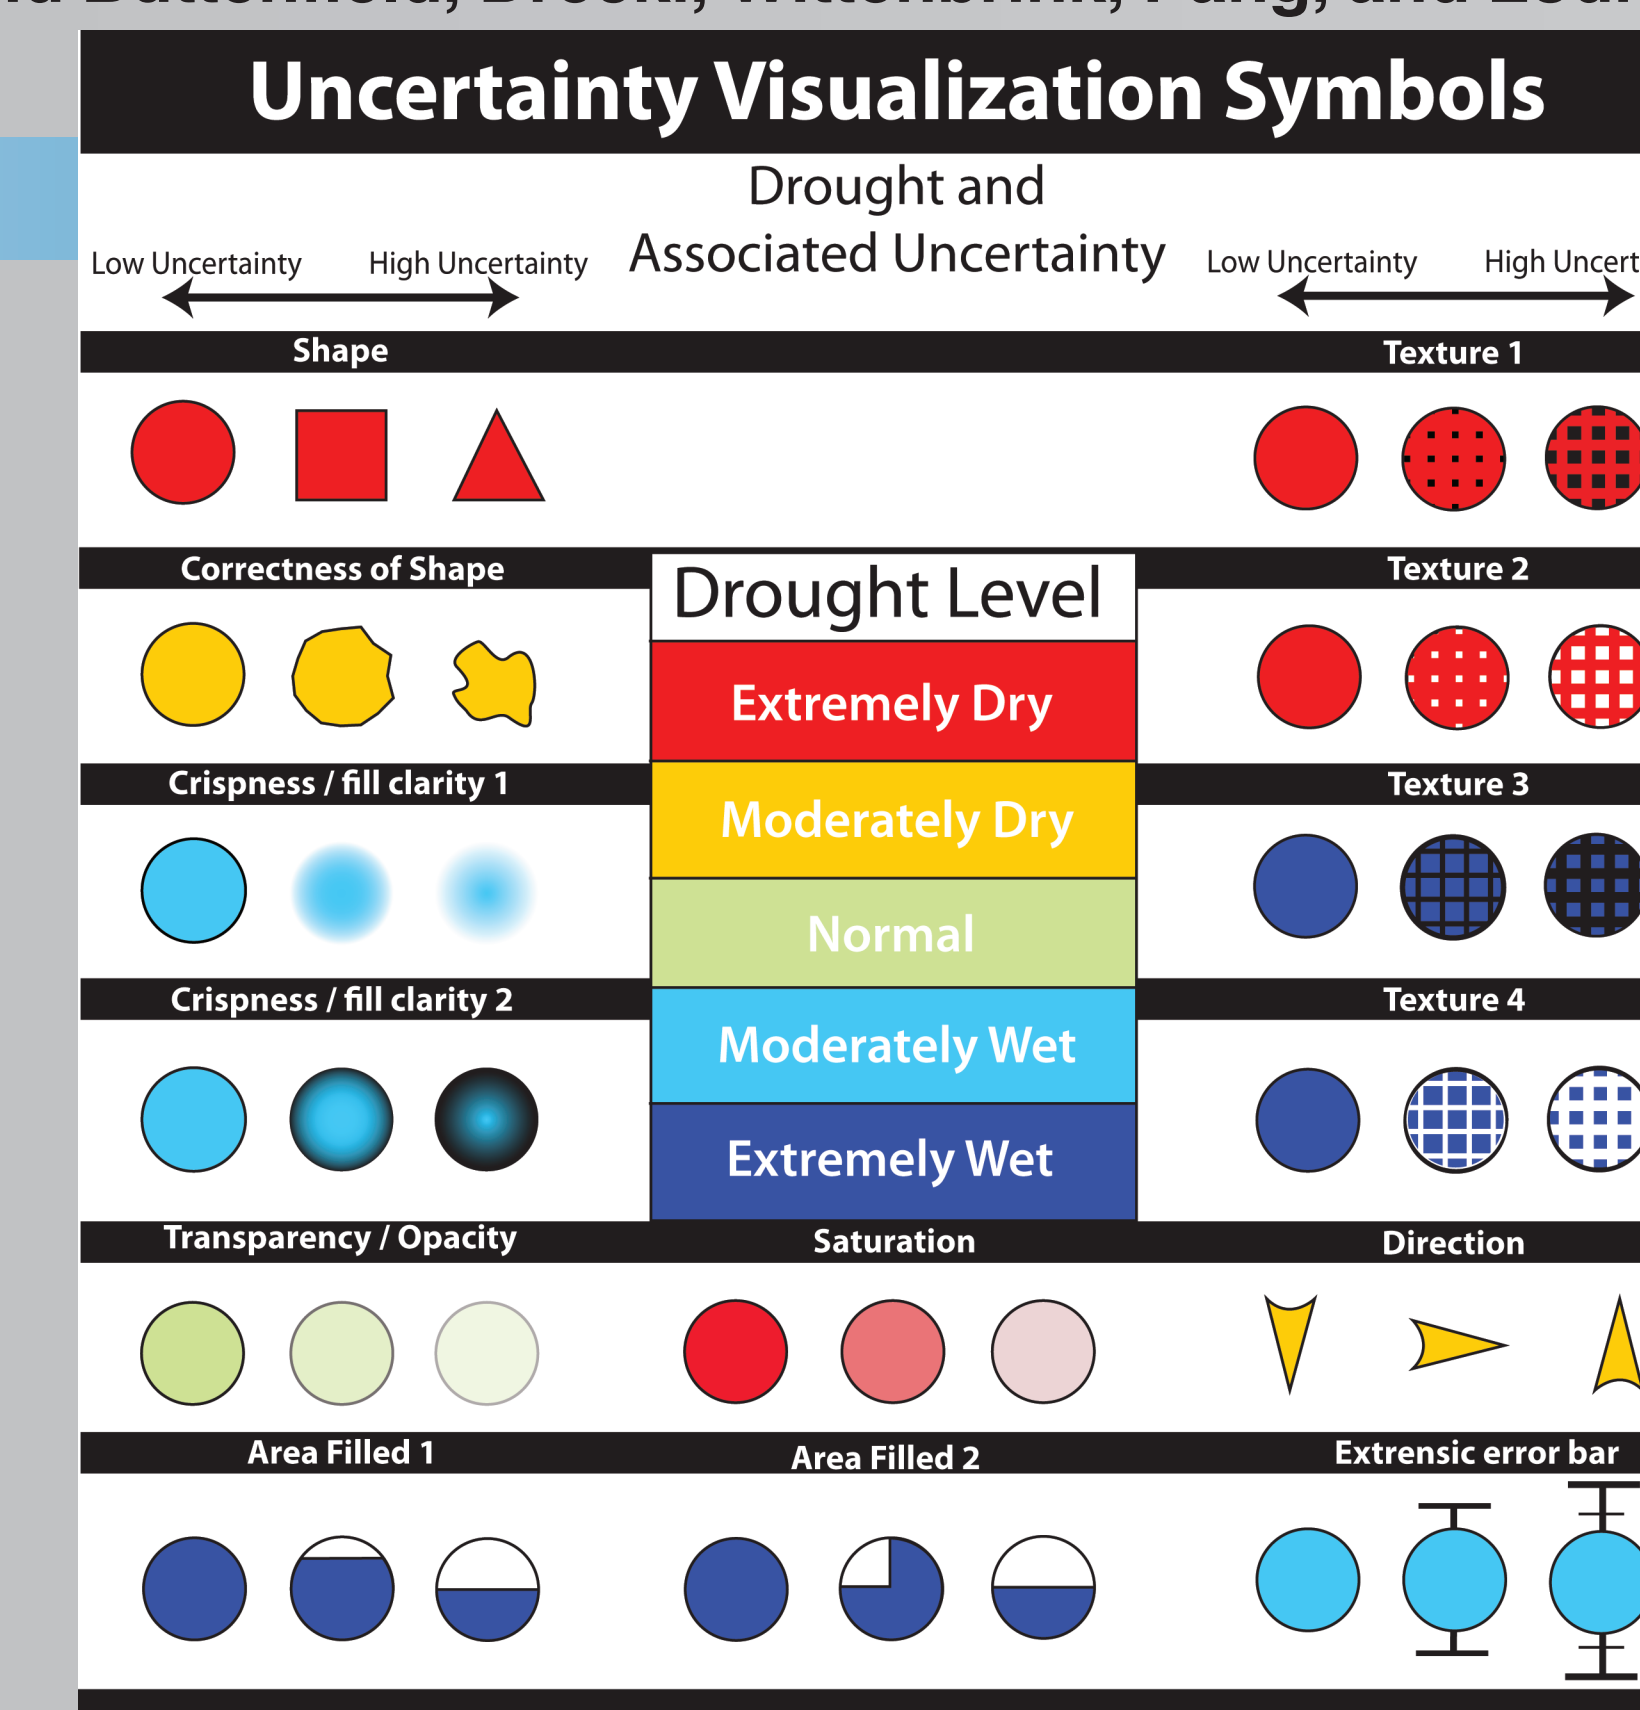 Uncertainty Visualization Symbols
Drought and
Associated Uncertainty
Low Uncertainty High Uncertainty
Low Uncertainty High
Shape
Texture 1
Correctness of Shape
Drought Level
Texture 2
Extremely Dry
Crispness / fill clarity 1
Moderately Dry
Texture 3
Normal
Crispness / fill clarity 2
Moderately Wet
Texture 4
Extremely Wet
Transparency / Opacity
Saturation
Direction
Area Filled 1
Area Filled 2
Extrensic error bar